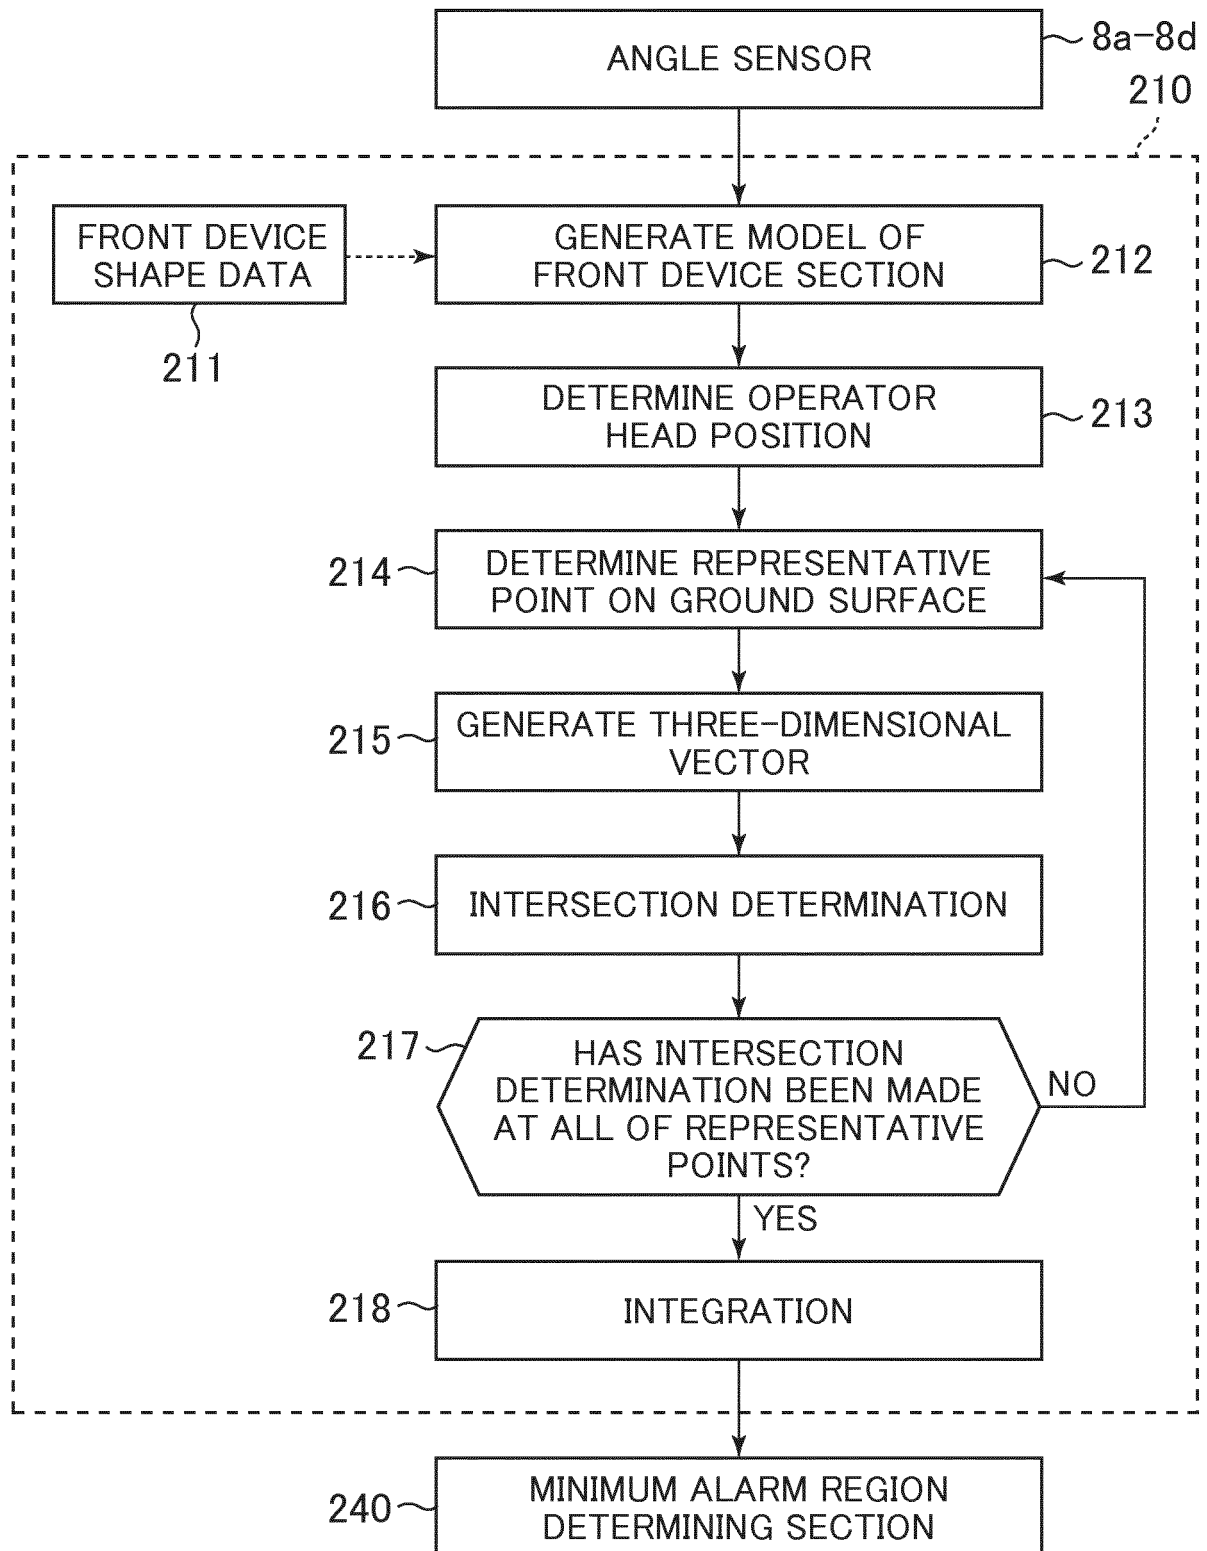 ANGLE SENSOR
8a-8d
210
FRONT DEVICE
SHAPE DATA
211
GENERATE MODEL OF
FRONT DEVICE SECTION
212
DETERMINE OPERATOR
HEAD POSITION
213
214
DETERMINE REPRESENTATIVE
POINT ON GROUND SURFACE
215
GENERATE THREE-DIMENSIONAL
VECTOR
216
INTERSECTION DETERMINATION
217
HAS INTERSECTION
DETERMINATION BEEN MADE
AT ALL OF REPRESENTATIVE
POINTS?
NO
YES
218
INTEGRATION
240
MINIMUM ALARM REGION
DETERMINING SECTION